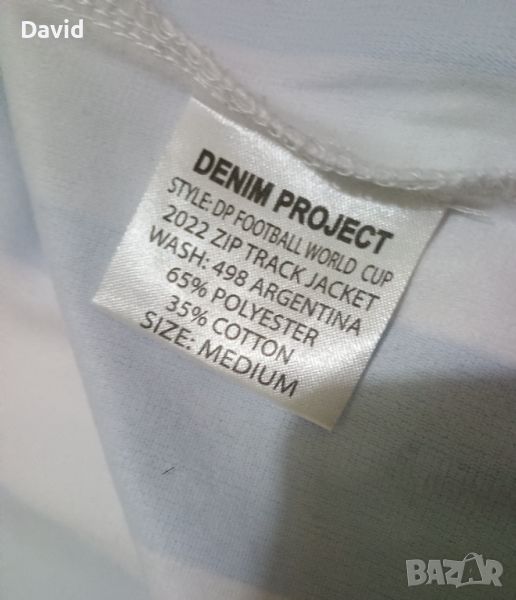 David
DENIM PROJECT
STYLE: DP FOOTBALL WORLD CUP
2022 ZIP TRACK JACKET
WASH: 498 ARGENTINA
65% POLYESTER
35% COTTON
SIZE: MEDIUM
BAZAR